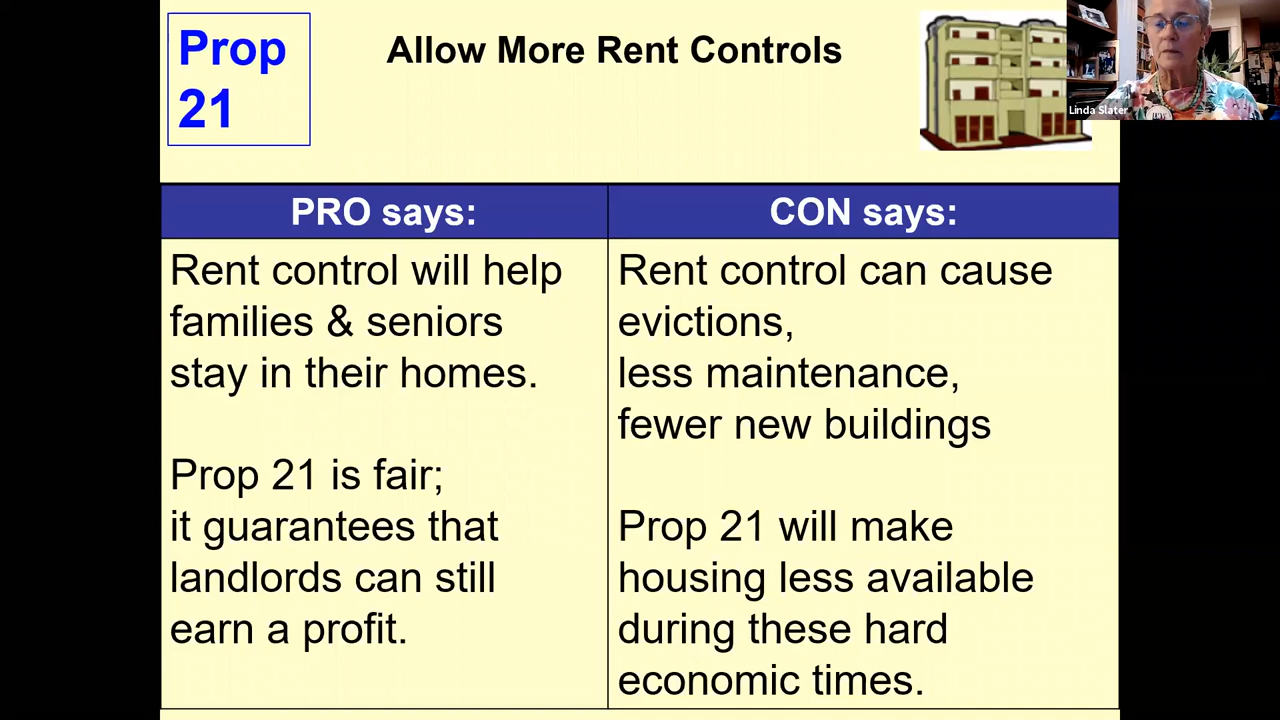 Prop
21
Allow More Rent Controls
Linda Slater
PRO says:
CON says:
Rent control will help
families & seniors
stay in their homes.
Prop 21 is fair;
it guarantees that
landlords can still
earn a profit.
Rent control can cause
evictions,
less maintenance,
fewer new buildings
Prop 21 will make
housing less available
during these hard
economic times.